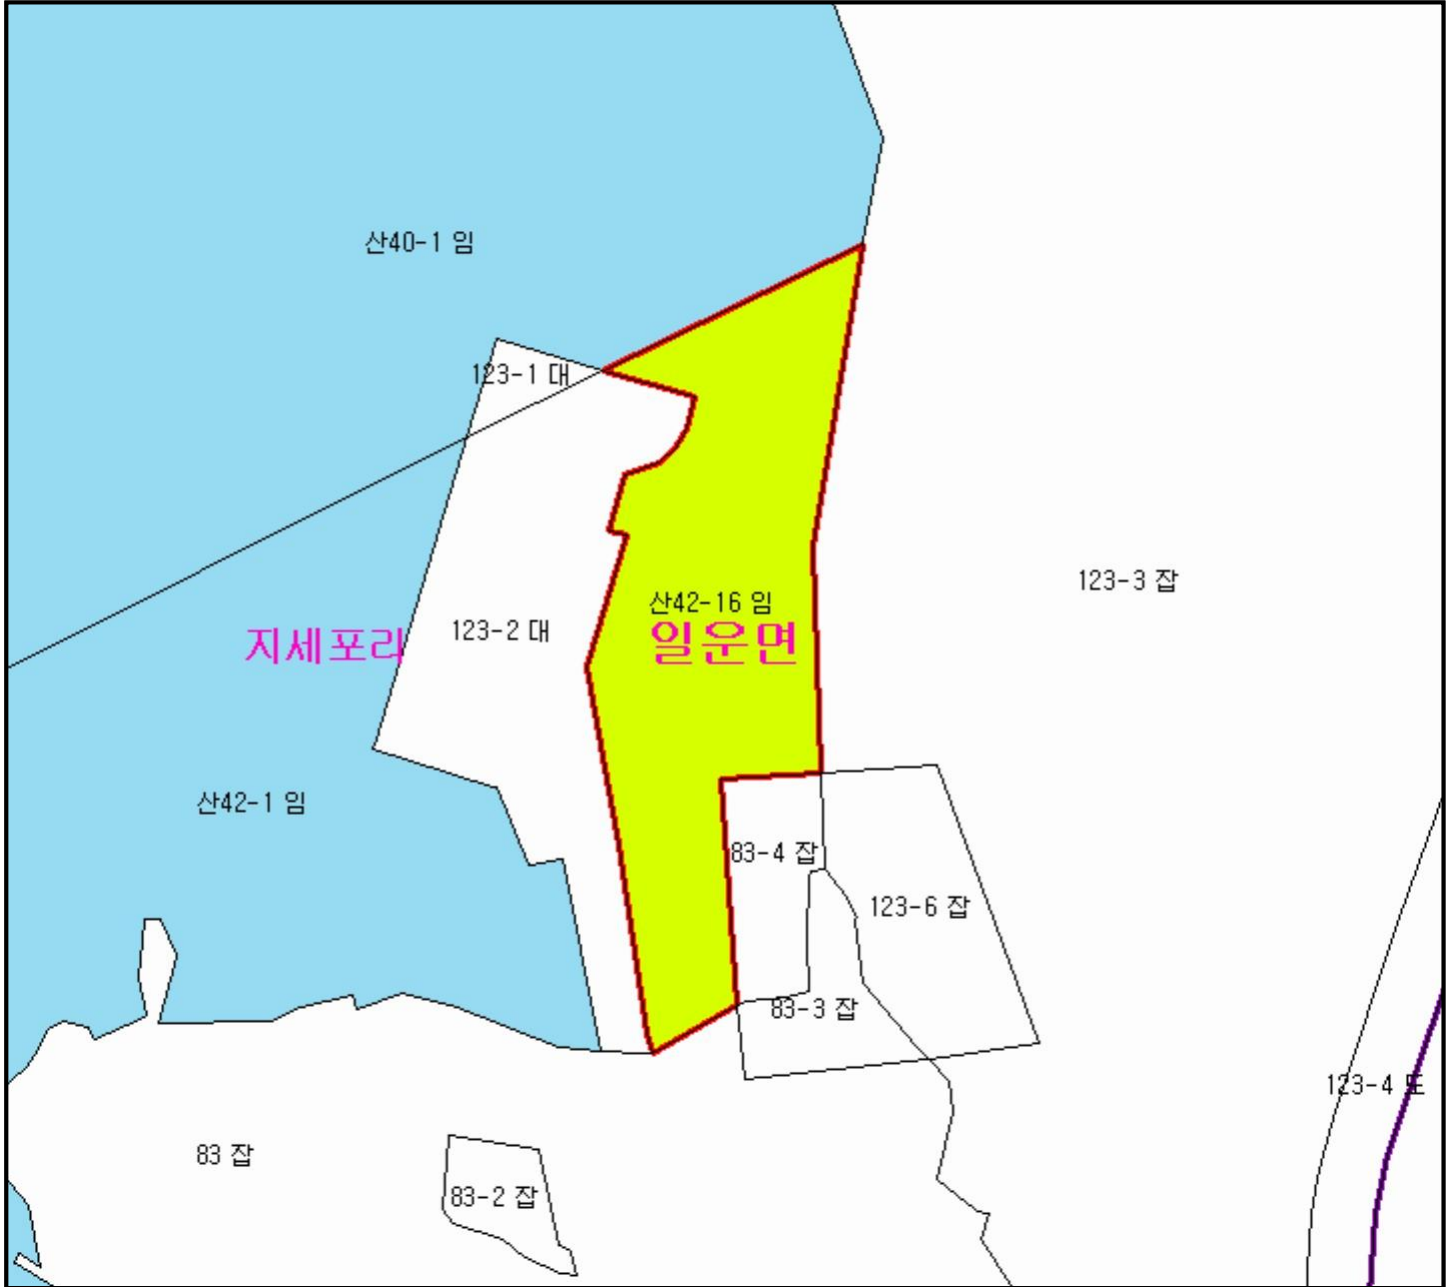 산40-1 임
123-1 대
123-3 잡
산42-16 임
일운면
123-2 대
지세포리
산42-1 임
83-4 잡
123-6 잡
83-3 잡
123-4 도
83 잡
83-2 잡